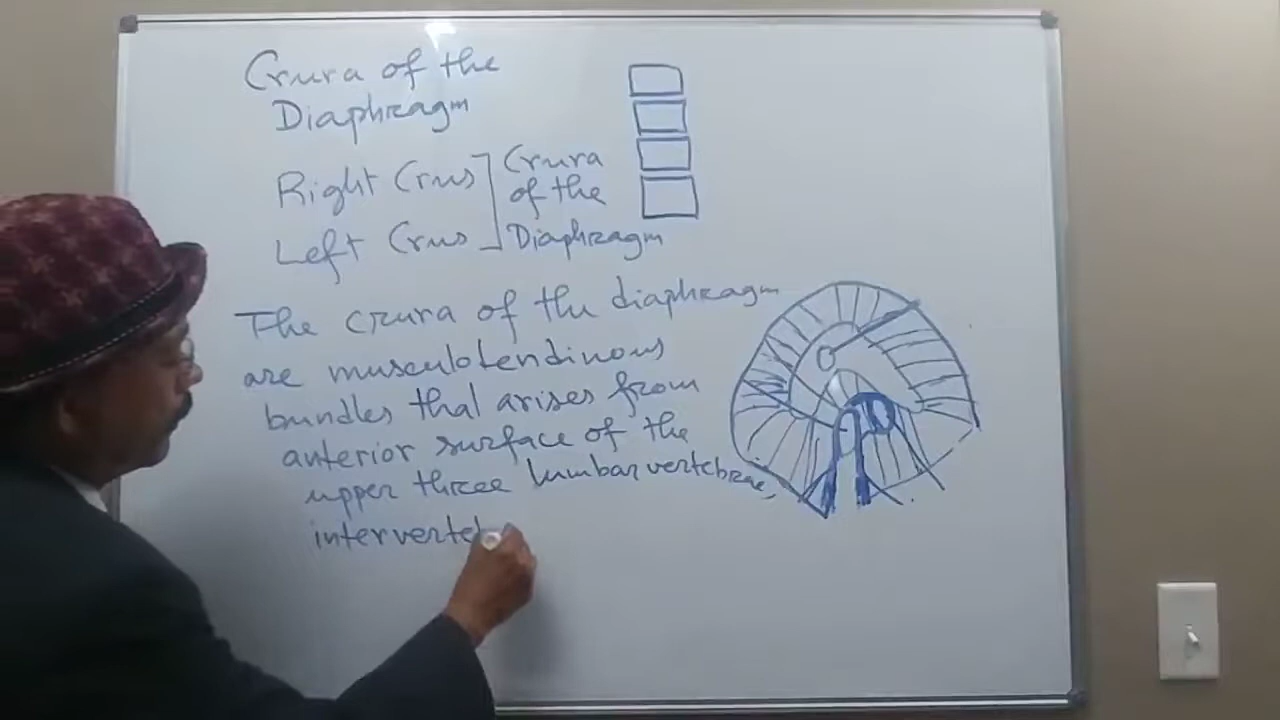 Crura of the
Diaphragm
Right Crus
Left Crus
Crura
of the
Diaphragm
The crura of the diaphragm
are musculotendinous
bundles that arises from
anterior surface of the
upper three lumbar vertebrae,
interverteb